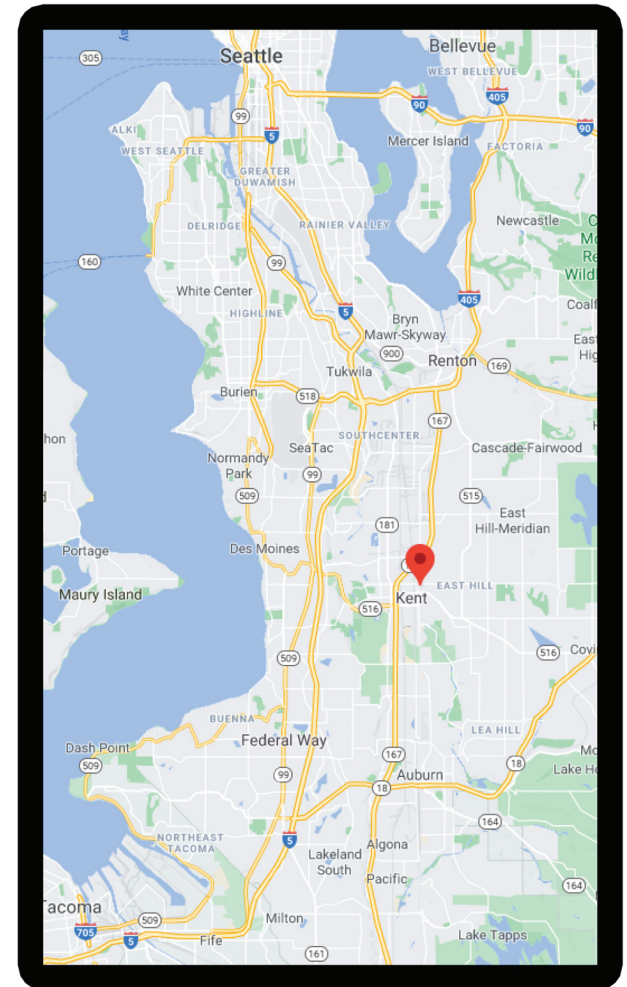 Seattle
Bellevue
305
WEST BELLEVUE
405
90
99
ALKI
5
90
Mercer Island
FACTORIA
WEST SEATTLE
GREATER
DUWAMISH
DELRIDGE
RAINIER VALLEY
Newcastle
160
99
White Center
405
HIGHLINE
5
Coalf
Bryn
Mawr-Skyway
900
Renton
169
Tukwila
Burien
518
167
SOUTHCENTER
Normandy
Park
SeaTac
Cascade-Fairwood
99
509
515
East
Hill-Meridian
181
Des Moines
Portage
Maury Island
EAST HILL
Kent
516
516
Covi
509
BUENNA
LEA HILL
Federal Way
Dash Point
509
167
18
99
Auburn
18
Lake Ho
164
NORTHEAST
TACOMA
5
Algona
Lakeland
South
Pacific
164
Tacoma
509
Milton
705
5
Fife
Lake Tapps
161